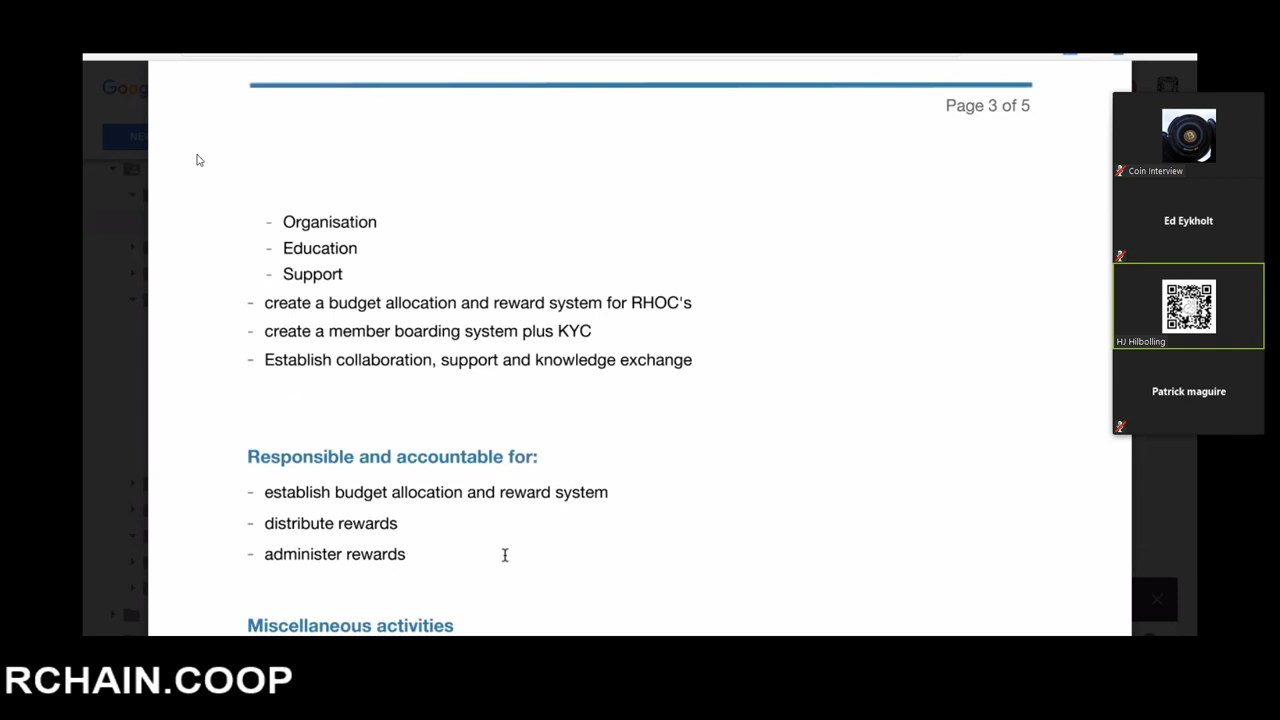 Goog
Page 3 of 5
- Organisation
- Education
- Support
- create a budget allocation and reward system for RHOC's
- create a member boarding system plus KYC
- Establish collaboration, support and knowledge exchange
Responsible and accountable for:
- establish budget allocation and reward system
- distribute rewards
- administer rewards
Miscellaneous activities
Coin Interview
Ed Eykholt
HJ Hilbolling
Patrick maguire
RCHAIN.COOP